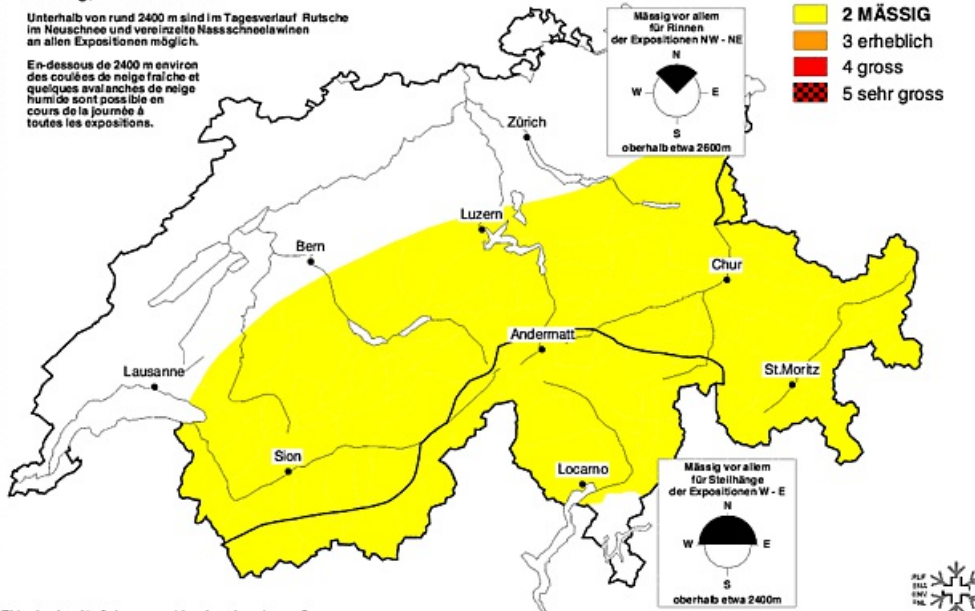 Unterhalb von rund 2400 m sind im Tagesverlauf Rutsche
im Neuschnee und vereinzelte Nassschneelawinen
an allen Expositionen möglich.
En-dessous de 2400 m environ
des coulées de neige fraîche et
quelques avalanches de neige
humide sont possible en
cours de la journée à
toutes les expositions.
Mässig vor allem
für Rinnen
der Expositionen NW - NE
N
W E
S
oberhalb etwa 2600m
2 MÄSSIG
3 erheblich
4 gross
5 sehr gross
Zürich
Luzern
Bern
Chur
Andermatt
Lausanne
St.Moritz
Sion
Locarno
Mässig vor allem
für Steilhänge
der Expositionen W - E
N
W E
S
oberhalb etwa 2400m